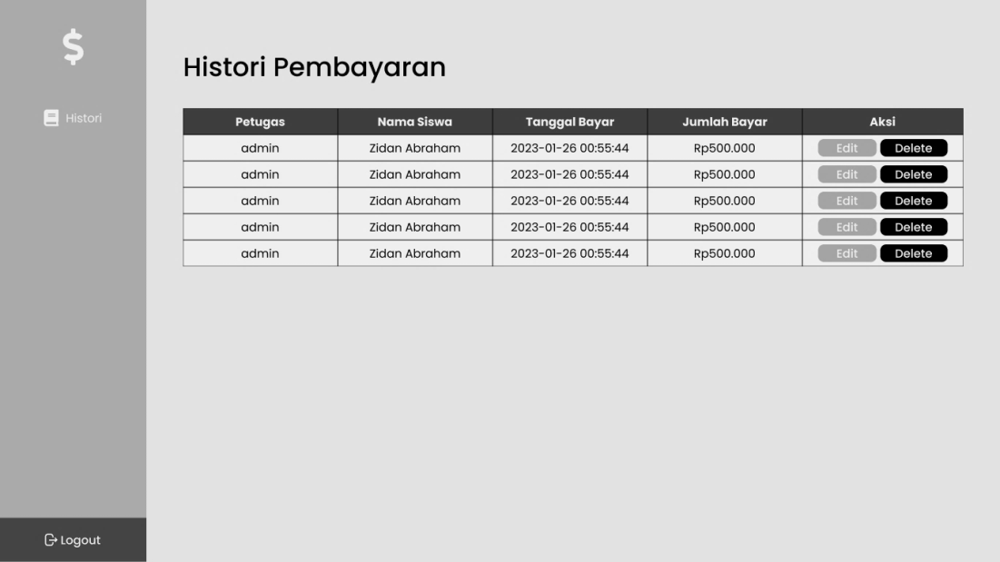 $
Histori
Histori Pembayaran
Petugas Nama Siswa Tanggal Bayar Jumlah Bayar Aksi
admin Zidan Abraham 2023-01-26 00:55:44 Rp500.000 Edit Delete
admin Zidan Abraham 2023-01-26 00:55:44 Rp500.000 Edit Delete
admin Zidan Abraham 2023-01-26 00:55:44 Rp500.000 Edit Delete
admin Zidan Abraham 2023-01-26 00:55:44 Rp500.000 Edit Delete
admin Zidan Abraham 2023-01-26 00:55:44 Rp500.000 Edit Delete
Logout